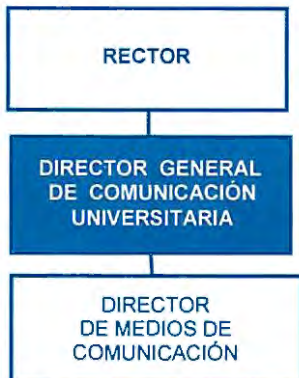 RECTOR
DIRECTOR GENERAL
DE COMUNICACIÓN
UNIVERSITARIA
DIRECTOR
DE MEDIOS DE
COMUNICACIÓN